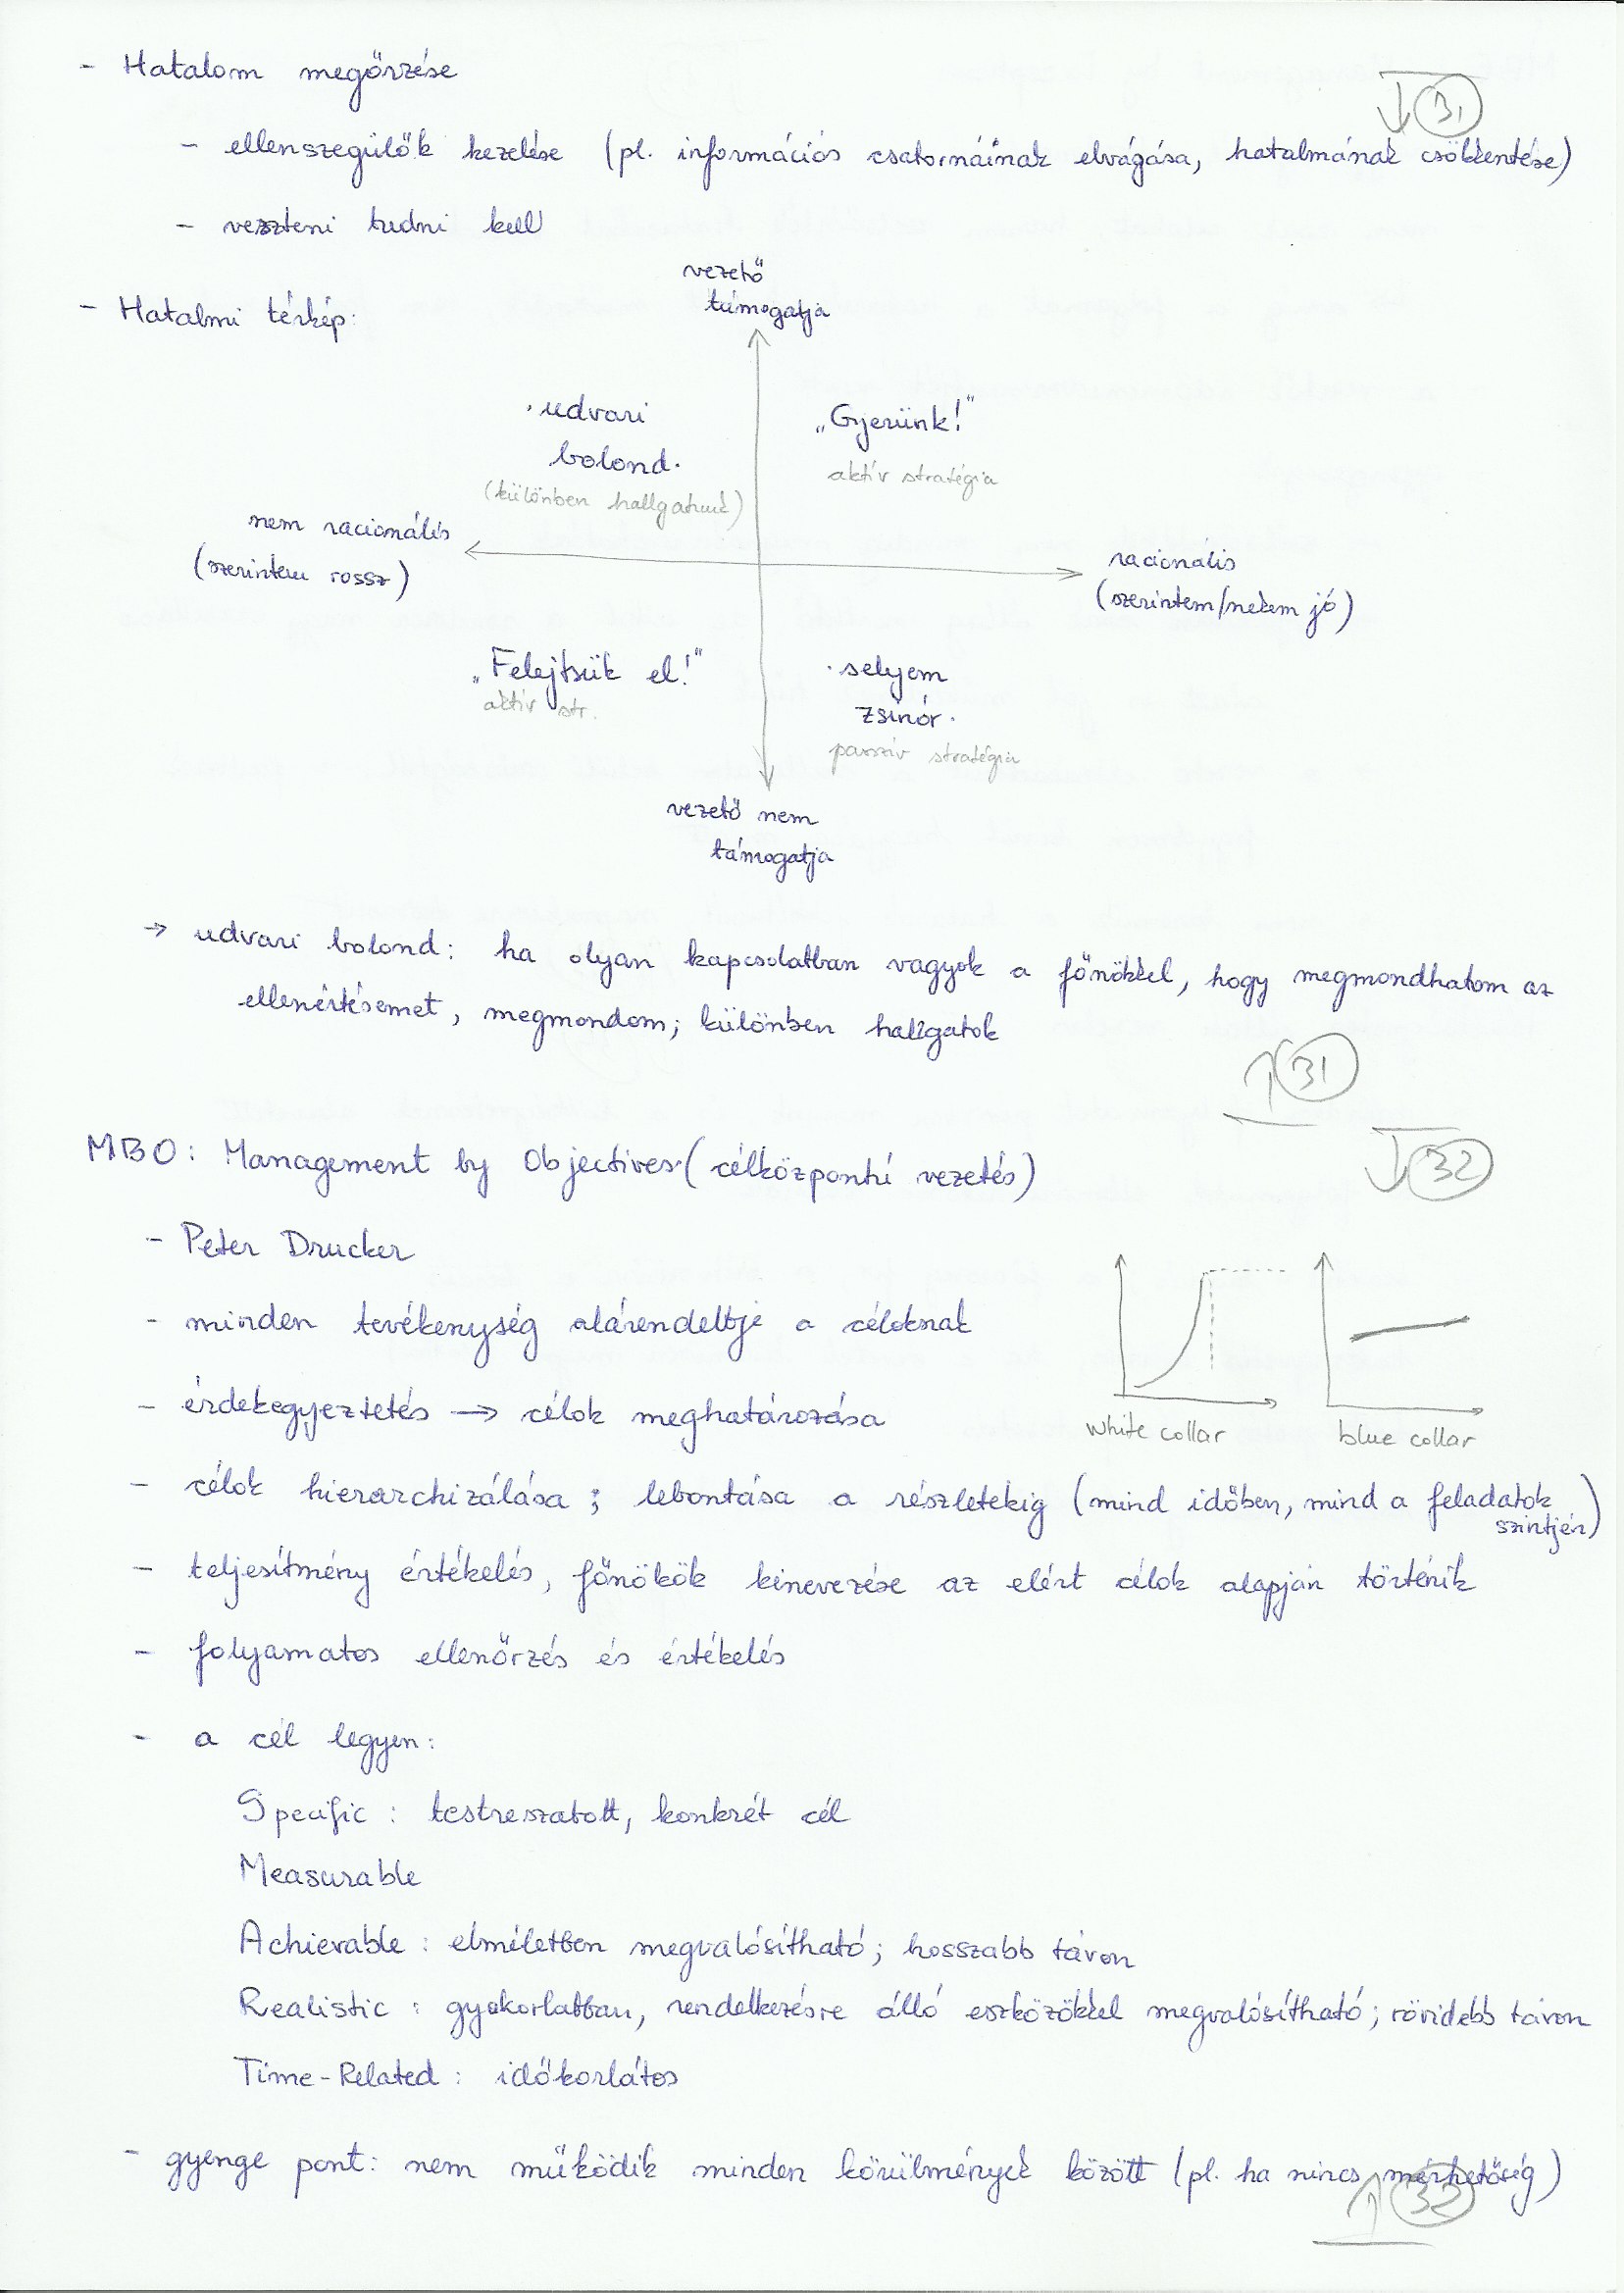 - Hatalom megőrzése
↓ 31
- ellenszegülők kezelése (pl. információs csatornáinak elvágása, hatalmának csökkentése)
- veszteni tudni kell
- Hatalmi térkép:
vezető
támogatja
· udvari
bolond ·
(különben hallgatunk)
„Gyerünk!"
aktív stratégia
nem racionális
(szerintem rossz)
racionális
(szerintem/nekem jó)
„Felejtsük el!"
aktív str.
· selyem
zsinór ·
passzív stratégia
vezető nem
támogatja
→ udvari bolond: ha olyan kapcsolatban vagyok a főnökkel, hogy megmondhatom az
ellenértésemet, megmondom; különben hallgatok
↑ 31
MBO: Management by Objectives (célközpontú vezetés)
↓ 32
- Peter Drucker
- minden tevékenység alárendeltje a céloknak
- érdekegyeztetés → célok meghatározása
white collar
blue collar
- célok hierarchizálása ; lebontása a részletekig (mind időben, mind a feladatok
szintjén)
- teljesítmény értékelés, főnökök kinevezése az elért célok alapján történik
- folyamatos ellenőrzés és értékelés
- a cél legyen:
Specific : testreszabott, konkrét cél
Measurable
Achievable : elméletben megvalósítható; hosszabb távon
Realistic : gyakorlatban, rendelkezésre álló eszközökkel megvalósítható; rövidebb távon
Time-Related : időkorlátos
- gyenge pont: nem működik minden körülmények között (pl. ha nincs mérhetőség)
↑ 32